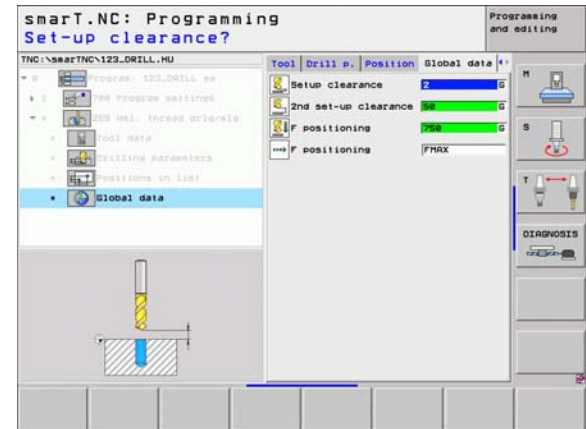 smarT.NC: Programming
Set-up clearance?
Programming
and editing
TNC:\smarTNC\123_DRILL.HU
0 Program: 123_DRILL mm
1 700 Program settings
265 Hel. thread drlg/mlg
Tool data
Drilling parameters
Positions in list
Global data
Tool Drill p. Position Global data
Setup clearance 2 G
2nd set-up clearance 50 G
F positioning 750 G
F positioning FMAX
M
S
T
DIAGNOSIS